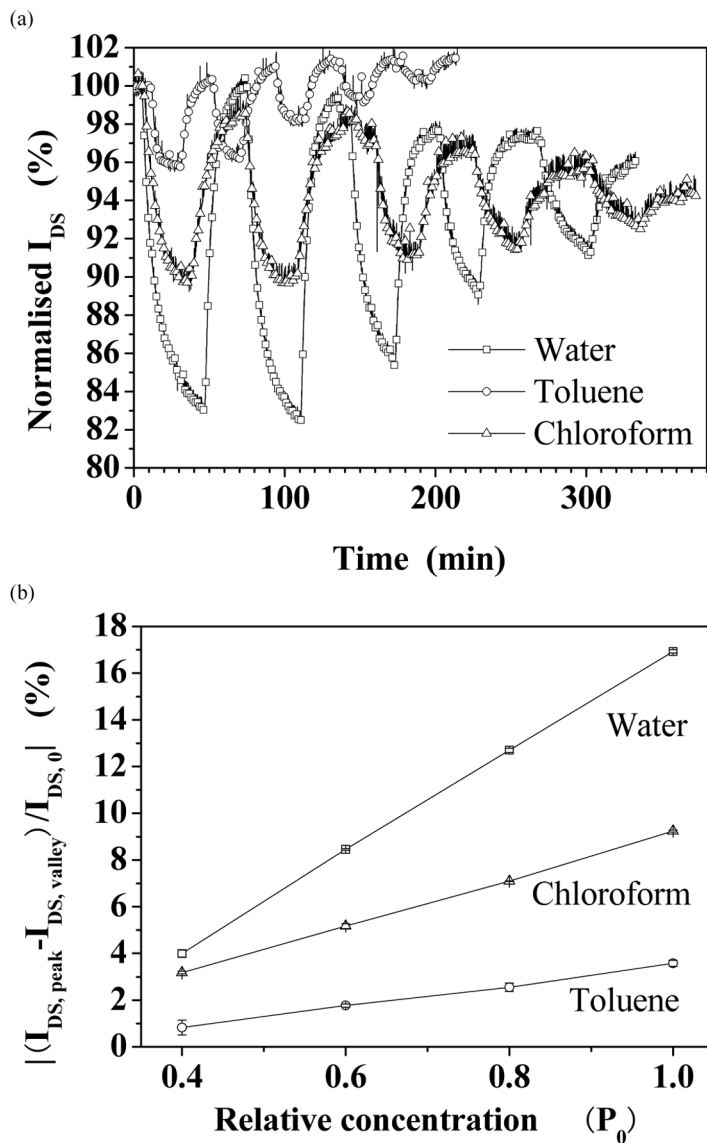 (a)
102
100
98
96
94
92
90
88
86
84
82
80
Normalised I_DS (%)
Water
Toluene
Chloroform
0 100 200 300
Time (min)
(b)
18
16
14
12
10
8
6
4
2
0
|(I_DS, peak-I_DS, valley)/I_DS, 0| (%)
Water
Chloroform
Toluene
0.4 0.6 0.8 1.0
Relative concentration (P_0)